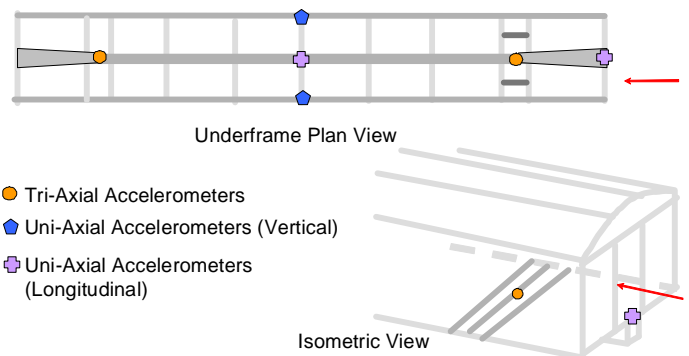 Underframe Plan View
Tri-Axial Accelerometers
Uni-Axial Accelerometers (Vertical)
Uni-Axial Accelerometers
(Longitudinal)
Isometric View